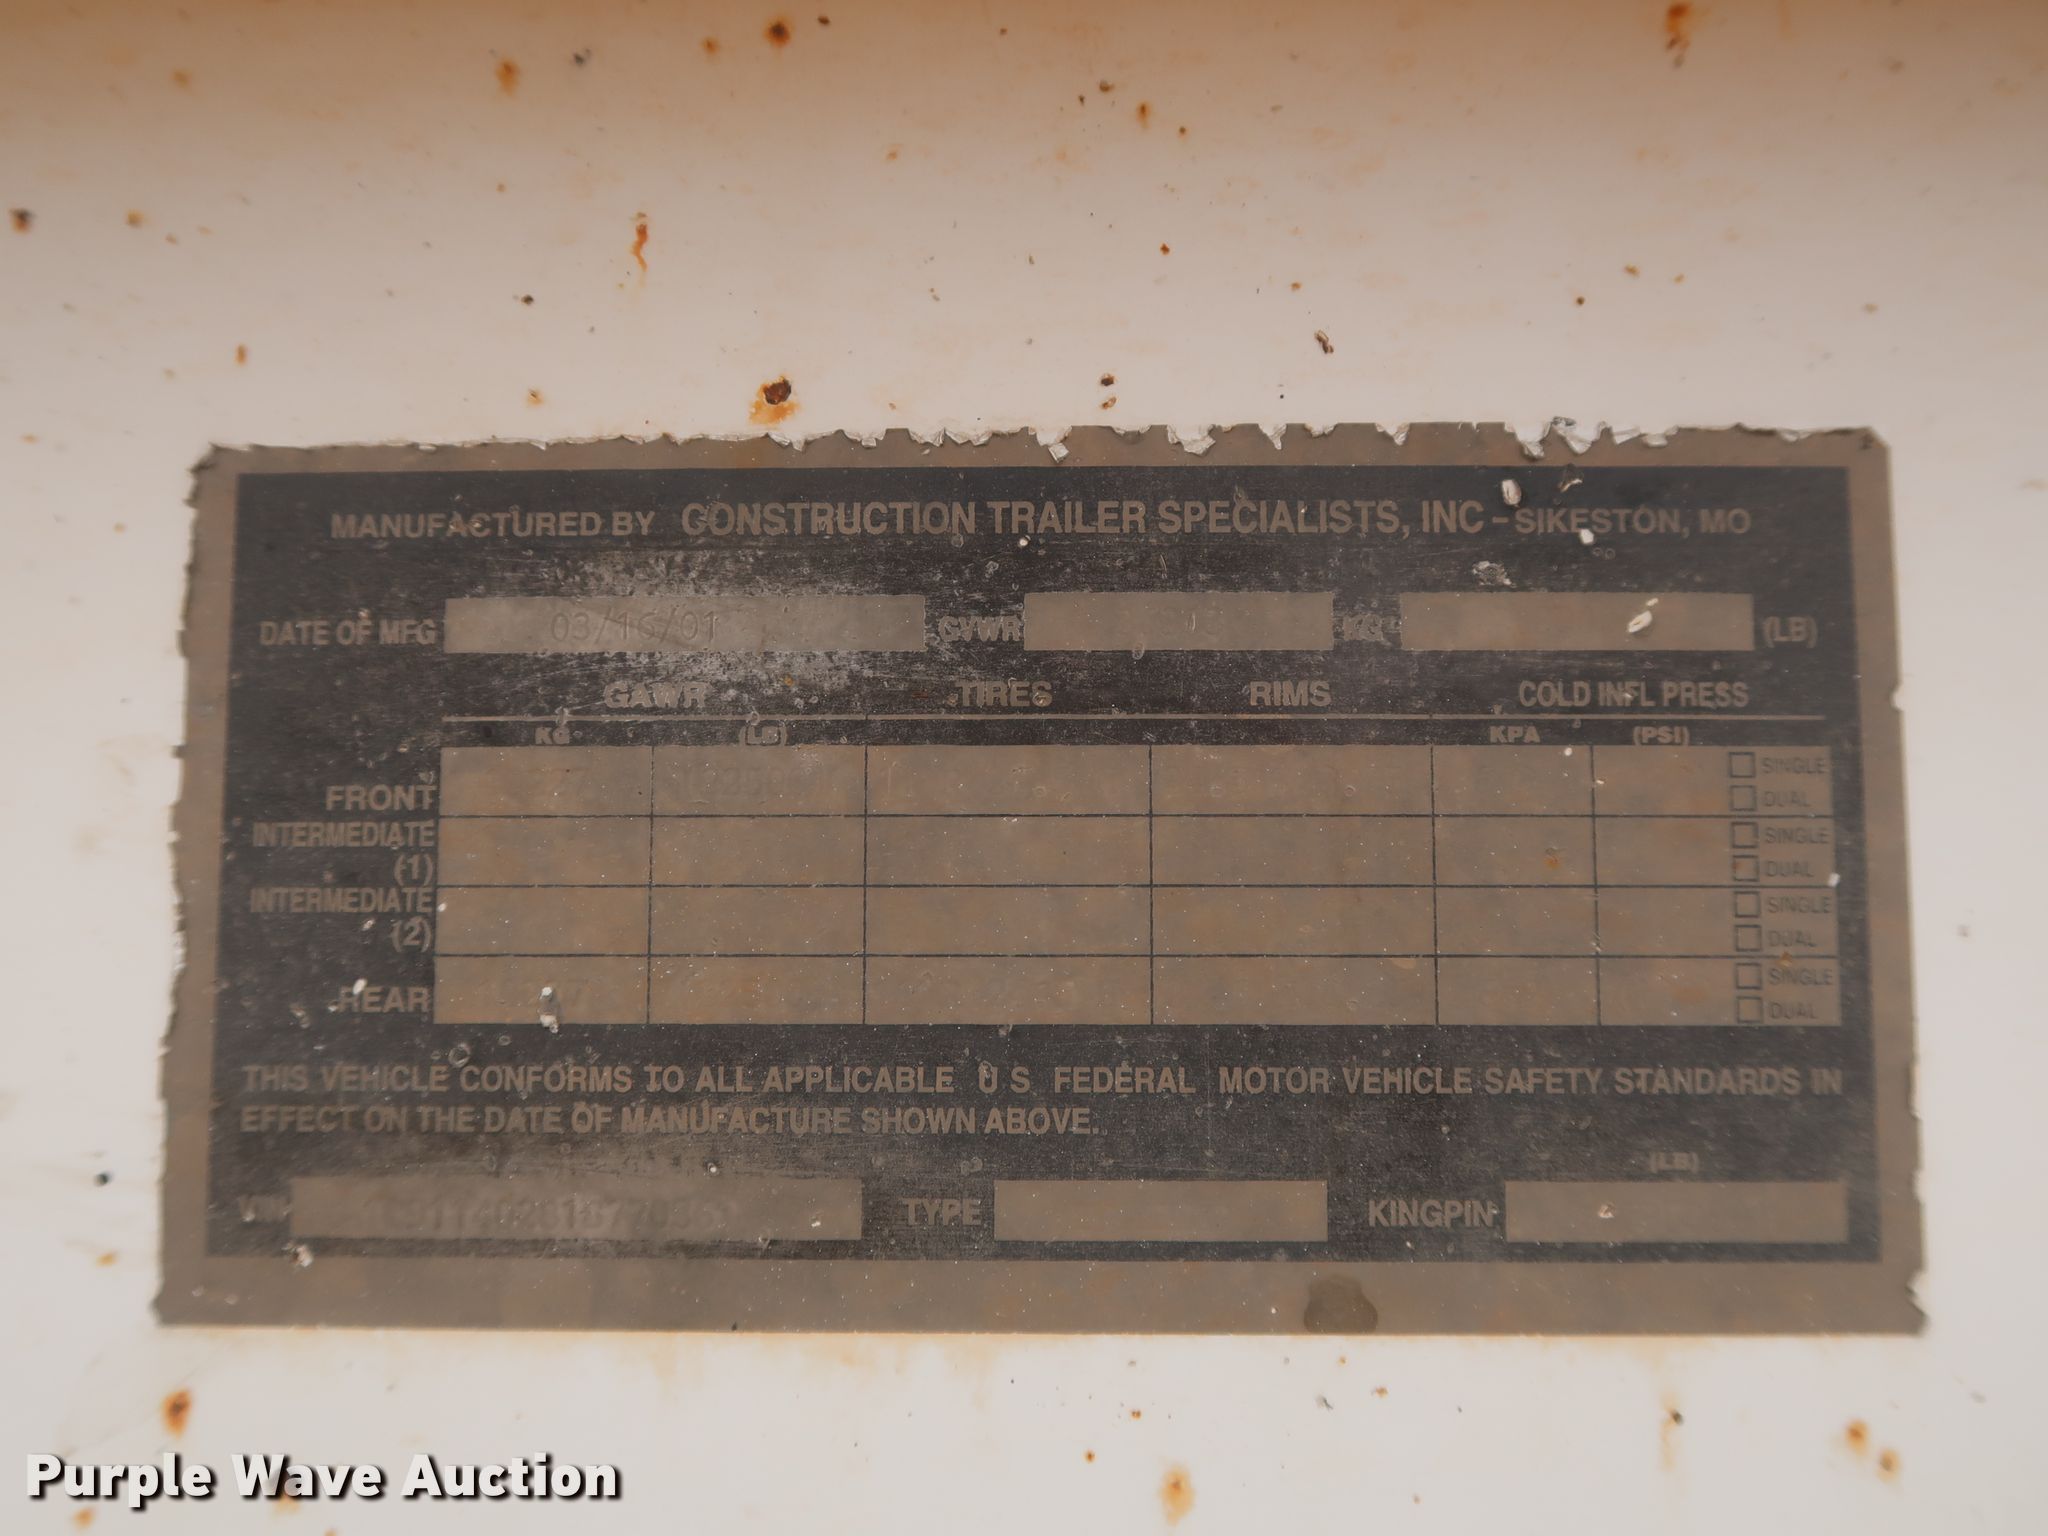 MANUFACTURED BY CONSTRUCTION TRAILER SPECIALISTS, INC - SIKESTON, MO
DATE OF MFG 03/16/01 GVWR KG (LB)
GAWR TIRES RIMS COLD INFL PRESS
KG (LB) KPA (PSI)
FRONT SINGLE
DUAL
INTERMEDIATE (1) SINGLE
DUAL
INTERMEDIATE (2) SINGLE
DUAL
REAR SINGLE
DUAL
THIS VEHICLE CONFORMS TO ALL APPLICABLE U S FEDERAL MOTOR VEHICLE SAFETY STANDARDS IN
EFFECT ON THE DATE OF MANUFACTURE SHOWN ABOVE.
(LB)
VIN TYPE KINGPIN
Purple Wave Auction